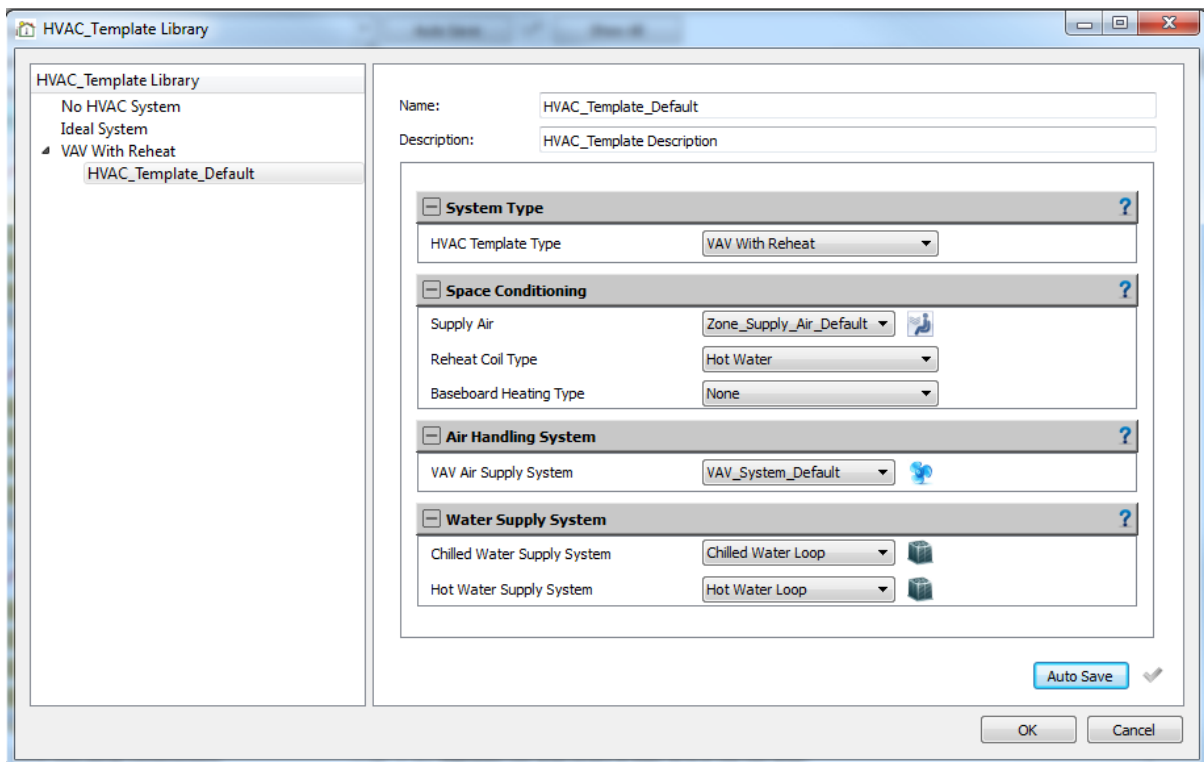 HVAC_Template Library
HVAC_Template Library
No HVAC System
Ideal System
VAV With Reheat
HVAC_Template_Default
Name: HVAC_Template_Default
Description: HVAC_Template Description
System Type ?
HVAC Template Type VAV With Reheat
Space Conditioning ?
Supply Air Zone_Supply_Air_Default
Reheat Coil Type Hot Water
Baseboard Heating Type None
Air Handling System ?
VAV Air Supply System VAV_System_Default
Water Supply System ?
Chilled Water Supply System Chilled Water Loop
Hot Water Supply System Hot Water Loop
Auto Save
OK Cancel